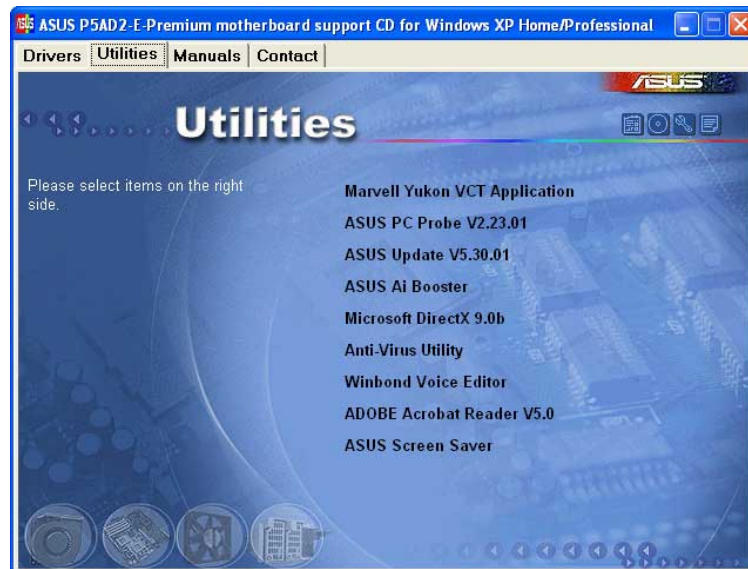 ASUS P5AD2-E-Premium motherboard support CD for Windows XP Home/Professional
Drivers Utilities Manuals Contact
ASUS
Utilities
Please select items on the right
side.
Marvell Yukon VCT Application
ASUS PC Probe V2.23.01
ASUS Update V5.30.01
ASUS Ai Booster
Microsoft DirectX 9.0b
Anti-Virus Utility
Winbond Voice Editor
ADOBE Acrobat Reader V5.0
ASUS Screen Saver